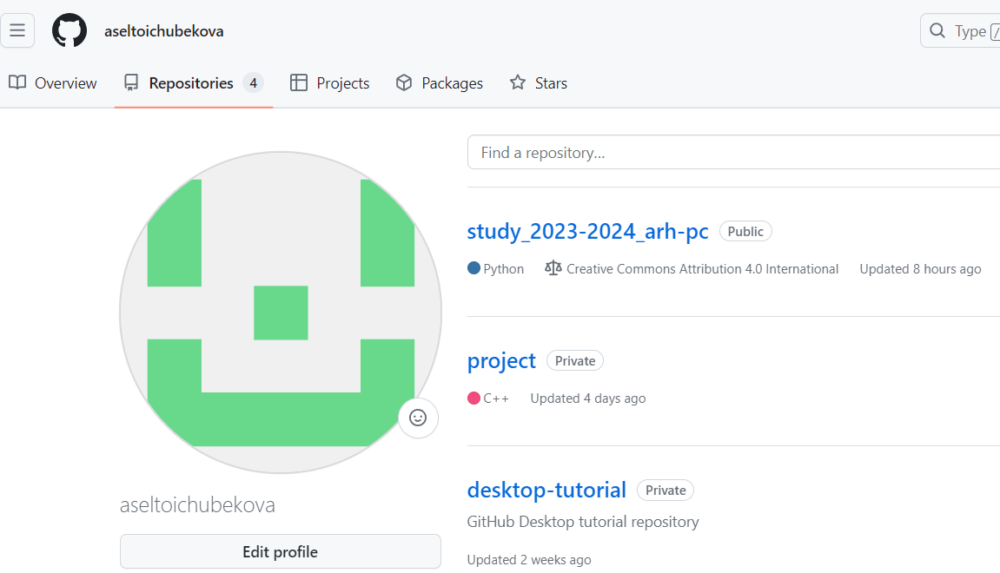 aseltoichubekova
Type /
Overview Repositories 4 Projects Packages Stars
Find a repository...
study_2023-2024_arh-pc Public
Python Creative Commons Attribution 4.0 International Updated 8 hours ago
project Private
C++ Updated 4 days ago
desktop-tutorial Private
GitHub Desktop tutorial repository
Updated 2 weeks ago
aseltoichubekova
Edit profile